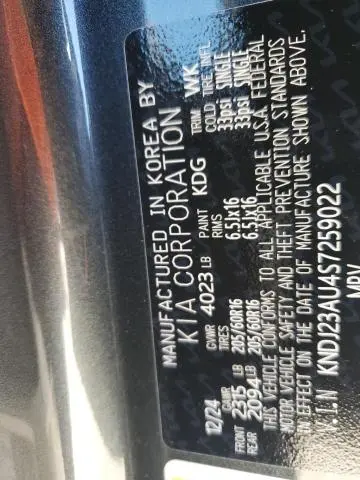 MANUFACTURED IN KOREA BY
KIA CORPORATION
PAINT KDG TRIM WK
12/24 GVWR 4023 LB
GAWR TIRES RIMS COLD TIRE INFL.
FRONT 2315 LB 205/60R16 6.5Jx16 33psi SINGLE
REAR 2094 LB 205/60R16 6.5Jx16 33psi SINGLE
THIS VEHICLE CONFORMS TO ALL APPLICABLE U.S.A. FEDERAL
MOTOR VEHICLE SAFETY AND THEFT PREVENTION STANDARDS
IN EFFECT ON THE DATE OF MANUFACTURE SHOWN ABOVE.
KNDJ23AU4S7259022
MPV